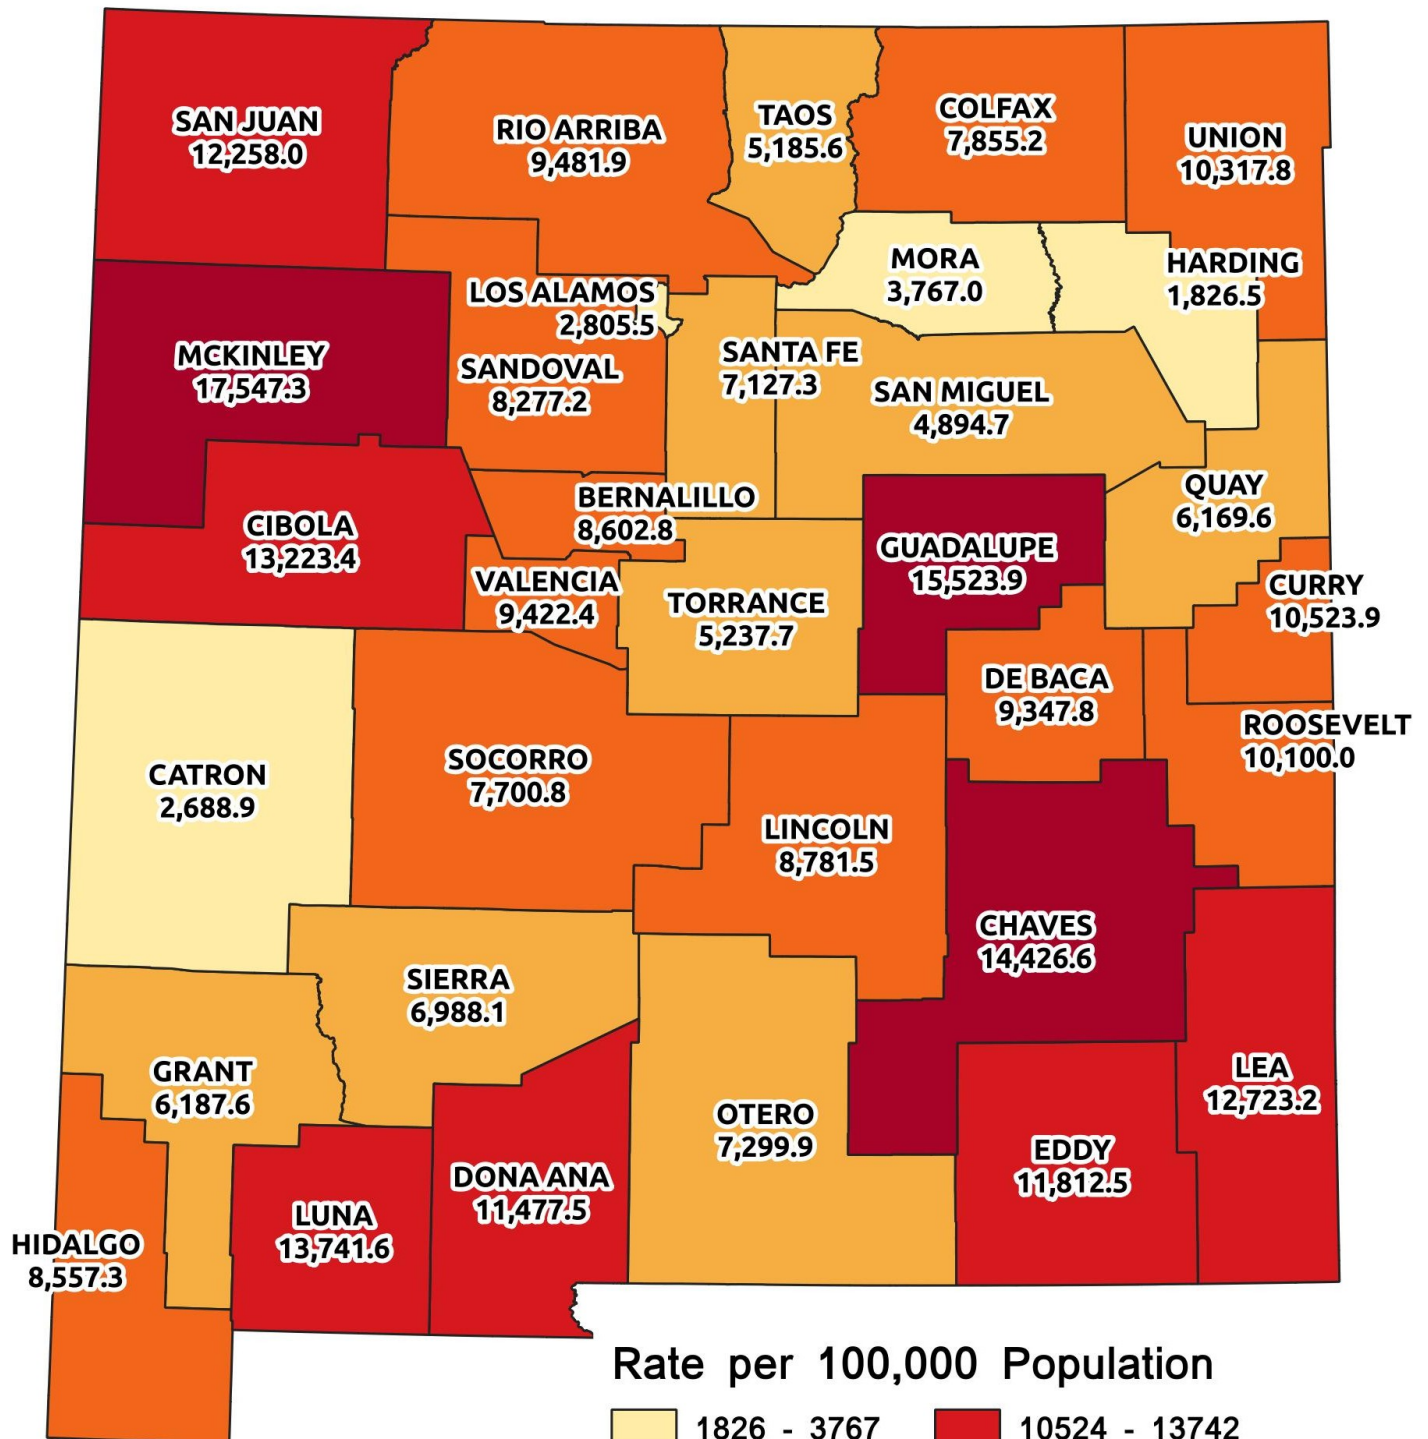 SAN JUAN
12,258.0
RIO ARRIBA
9,481.9
TAOS
5,185.6
COLFAX
7,855.2
UNION
10,317.8
MORA
3,767.0
HARDING
1,826.5
LOS ALAMOS
2,805.5
MCKINLEY
17,547.3
SANDOVAL
8,277.2
SANTA FE
7,127.3
SAN MIGUEL
4,894.7
QUAY
6,169.6
BERNALILLO
8,602.8
CIBOLA
13,223.4
GUADALUPE
15,523.9
VALENCIA
9,422.4
TORRANCE
5,237.7
CURRY
10,523.9
DE BACA
9,347.8
ROOSEVELT
10,100.0
CATRON
2,688.9
SOCORRO
7,700.8
LINCOLN
8,781.5
CHAVES
14,426.6
SIERRA
6,988.1
GRANT
6,187.6
LEA
12,723.2
OTERO
7,299.9
EDDY
11,812.5
DONA ANA
11,477.5
LUNA
13,741.6
HIDALGO
8,557.3
Rate per 100,000 Population
1826 - 3767
10524 - 13742